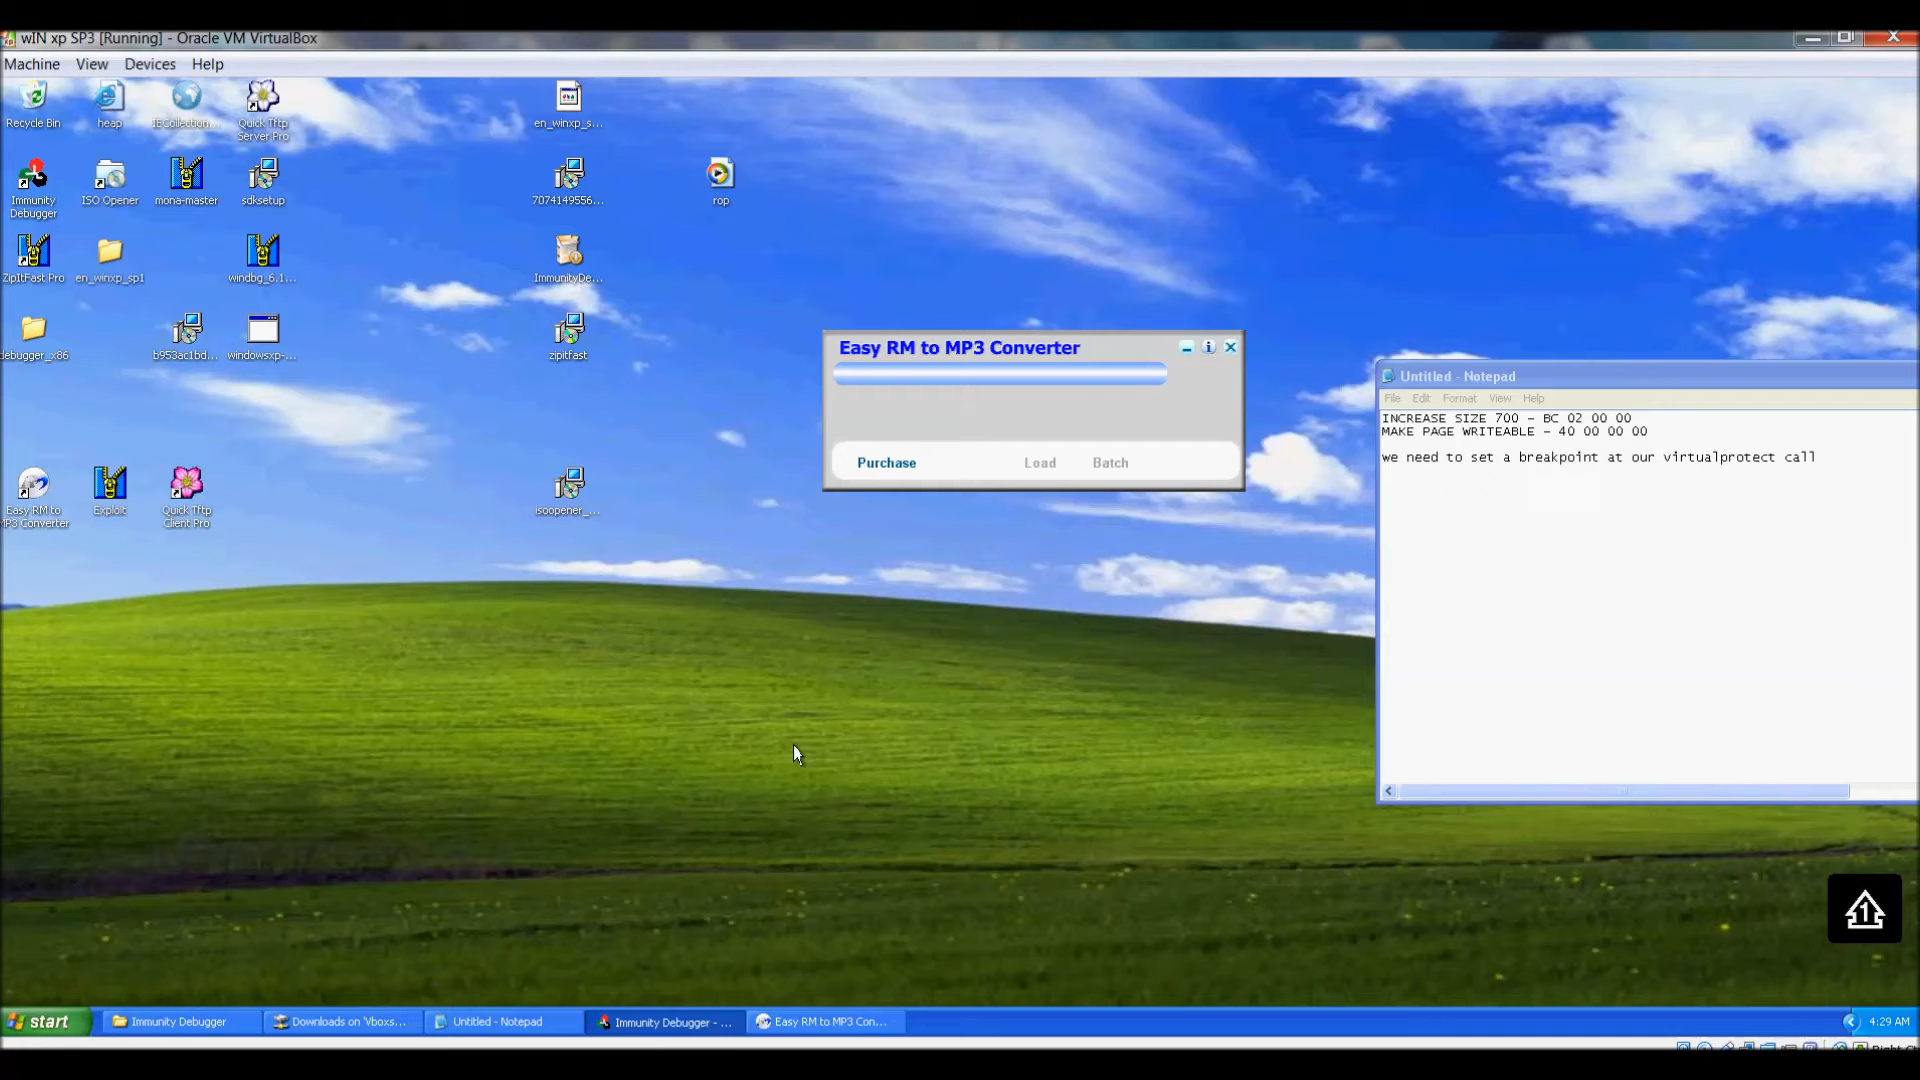 wIN xp SP3 [Running] - Oracle VM VirtualBox
Machine View Devices Help
Recycle Bin
heap
IECollection...
Quick Tftp Server Pro
en_winxp_s...
Immunity Debugger
ISO Opener
mona-master
sdksetup
7074149556...
rop
ZipItFast Pro
en_winxp_sp1
windbg_6.1...
ImmunityDe...
debugger_x86
b953ac1bd...
windowsxp-...
zipitfast
Easy RM to MP3 Converter
Exploit
Quick Tftp Client Pro
isoopener_...
Easy RM to MP3 Converter
Purchase Load Batch
Untitled - Notepad
File Edit Format View Help
INCREASE SIZE 700 - BC 02 00 00
MAKE PAGE WRITEABLE - 40 00 00 00
we need to set a breakpoint at our virtualprotect call
1
start
Immunity Debugger
Downloads on 'Vboxs...
Untitled - Notepad
Immunity Debugger - ...
Easy RM to MP3 Con...
4:29 AM